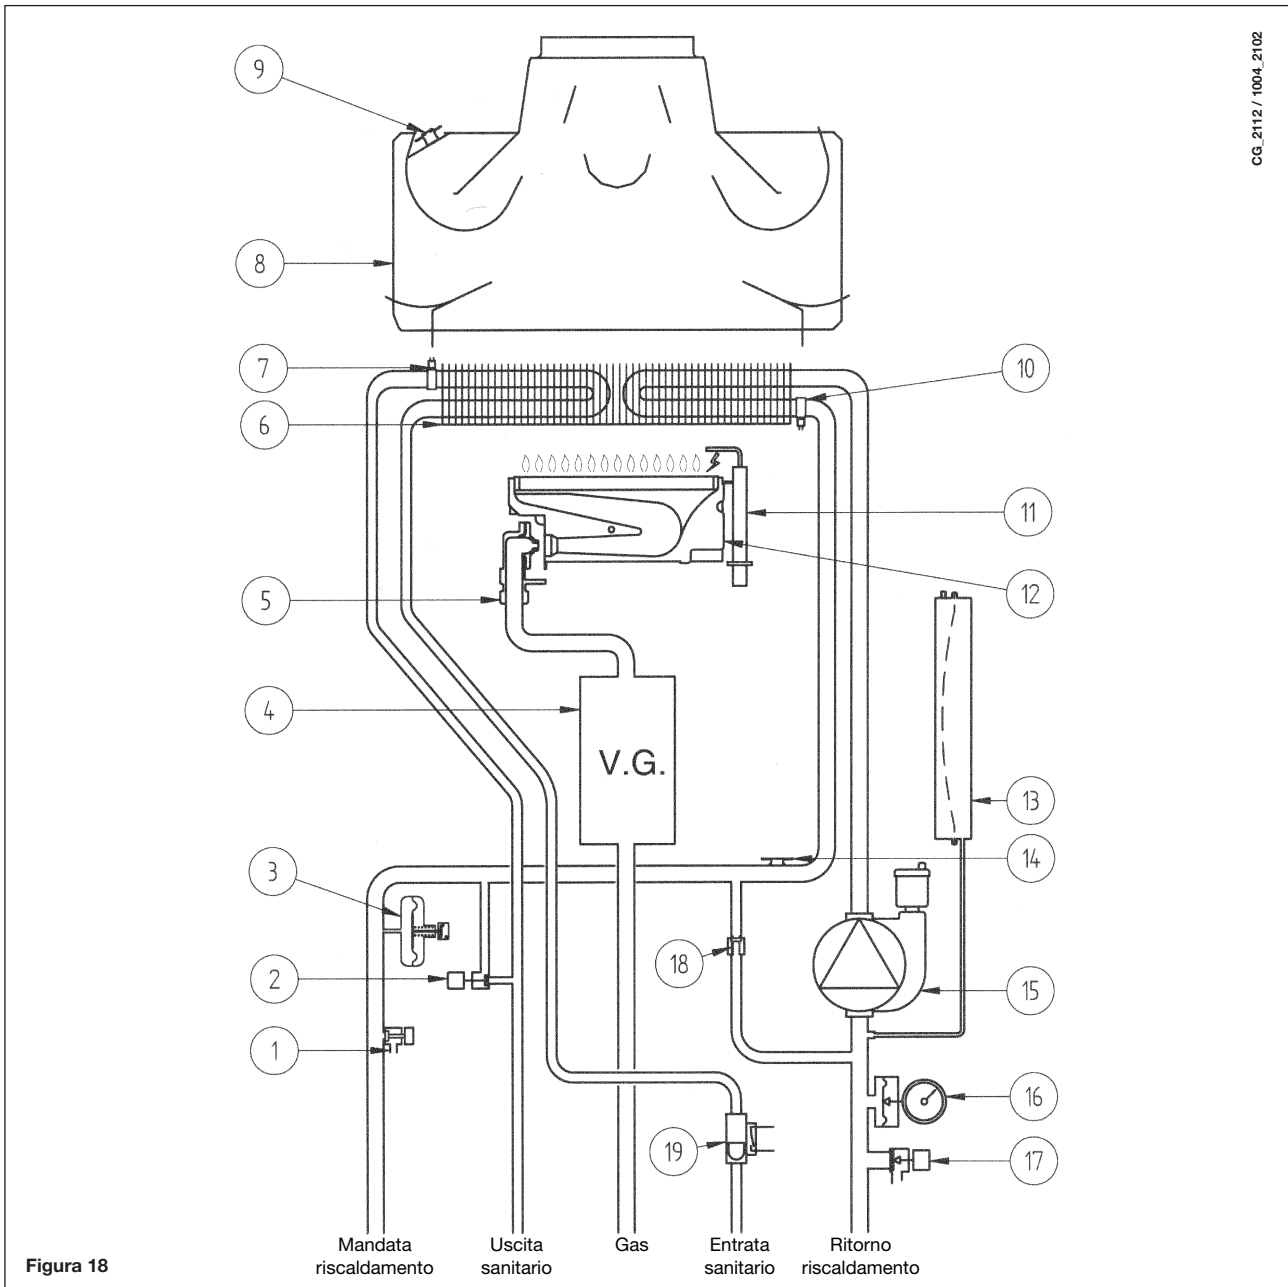 CG_2112 / 1004_2102
9
8
7
10
6
11
12
5
4
V.G.
13
14
3
2
18
15
1
16
19
17
Mandata
riscaldamento
Uscita
sanitario
Gas
Entrata
sanitario
Ritorno
riscaldamento
Figura 18